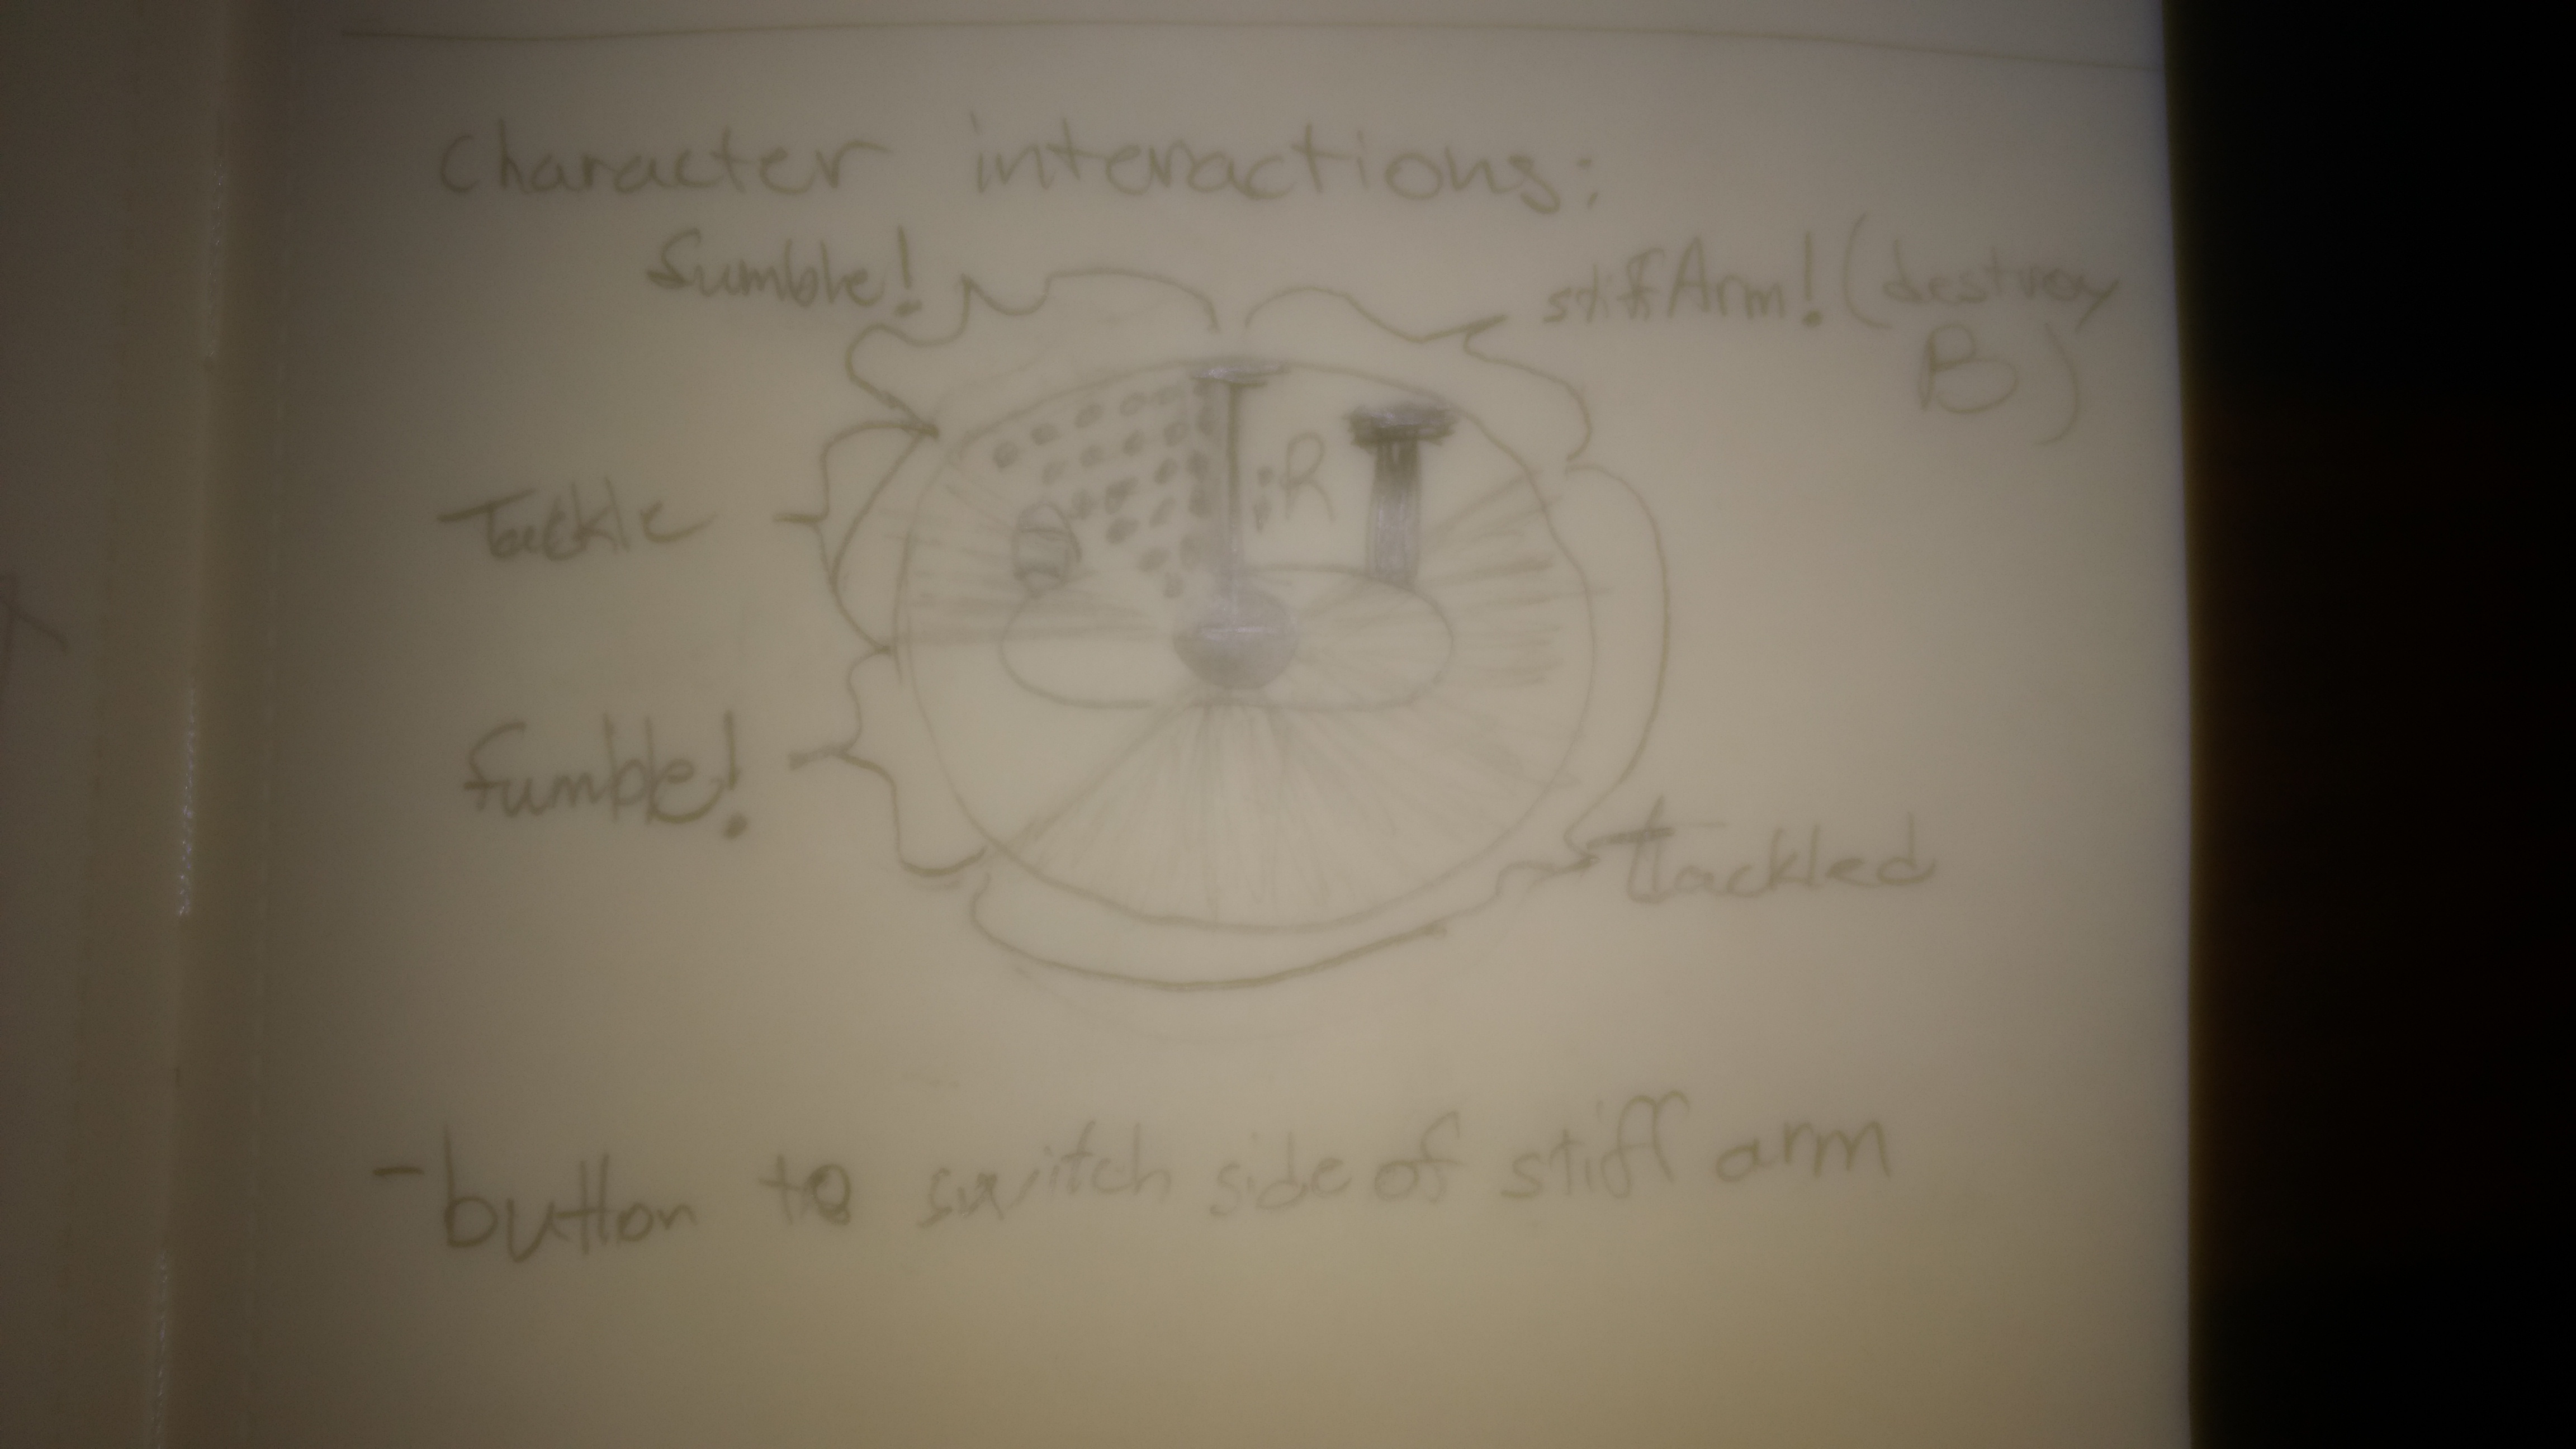 Character interactions:
fumble!
stiffArm! (destroy
B)
R
Tackle
fumble!
tackled
- button to switch side of stiff arm